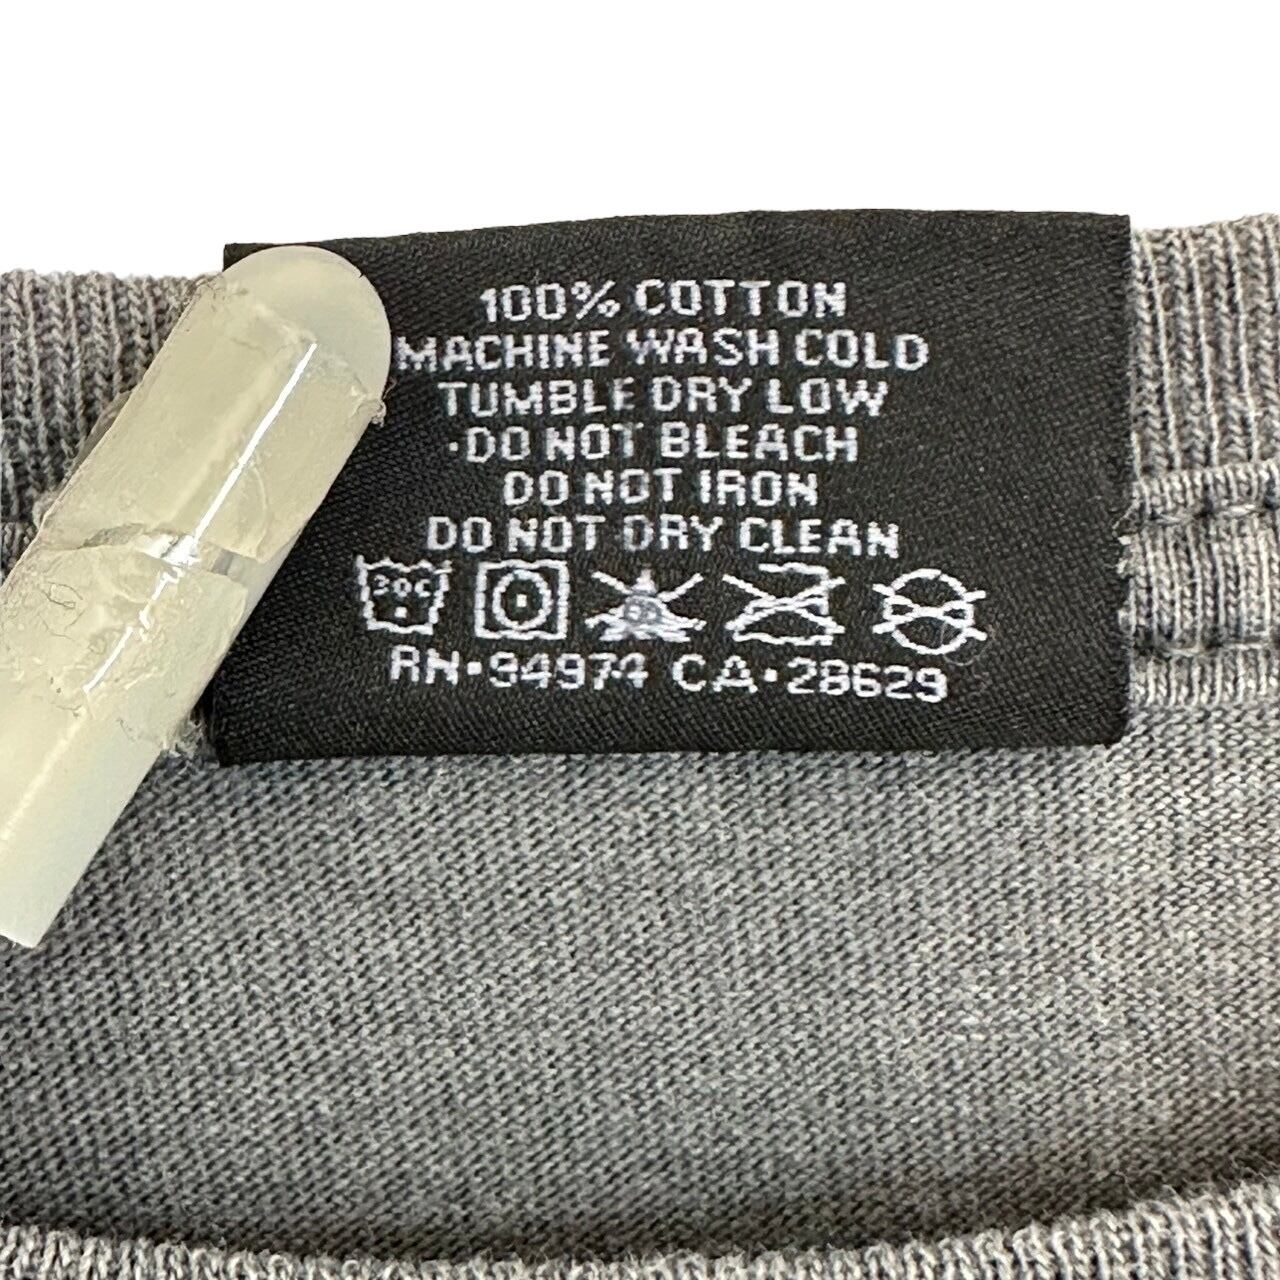 100% COTTON
MACHINE WASH COLD
TUMBLE DRY LOW
DO NOT BLEACH
DO NOT IRON
DO NOT DRY CLEAN
30C
RN•94974 CA•28629